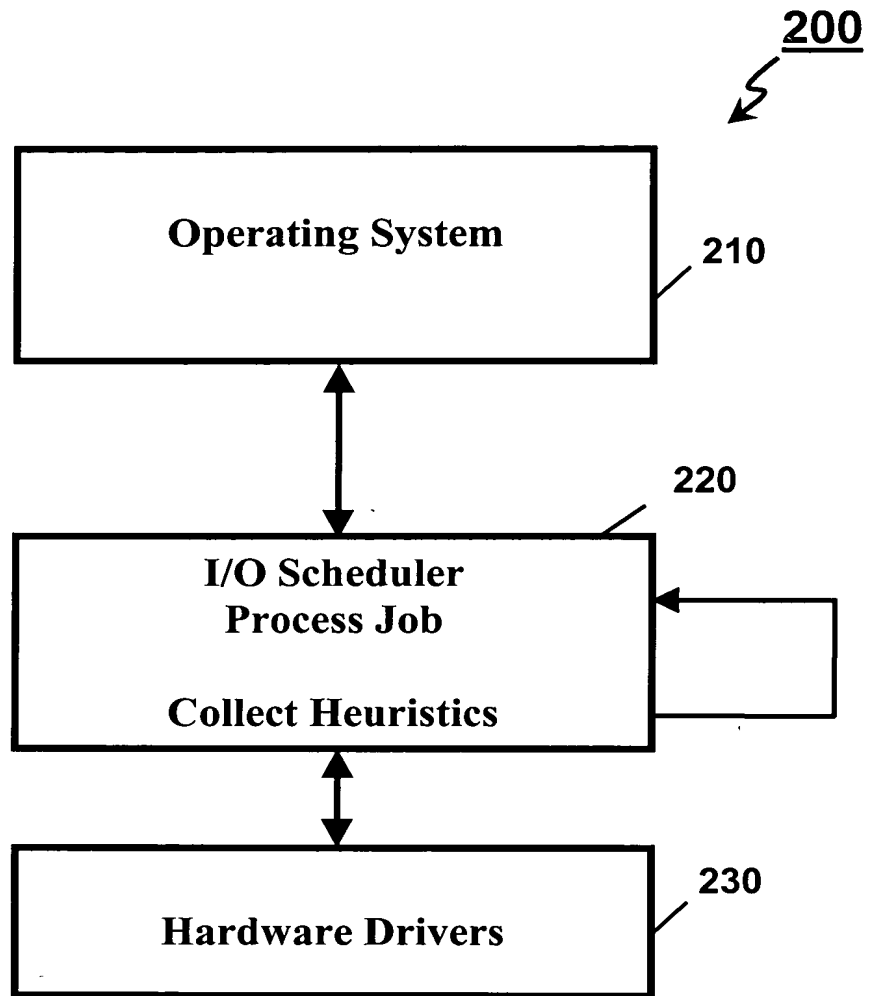 200
Operating System
210
220
I/O Scheduler
Process Job
Collect Heuristics
230
Hardware Drivers